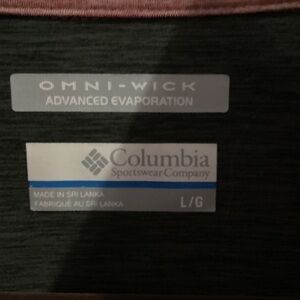 OMNI-WICK
ADVANCED EVAPORATION
Columbia
Sportswear Company
MADE IN SRI LANKA
FABRIQUÉ AU SRI LANKA
L/G